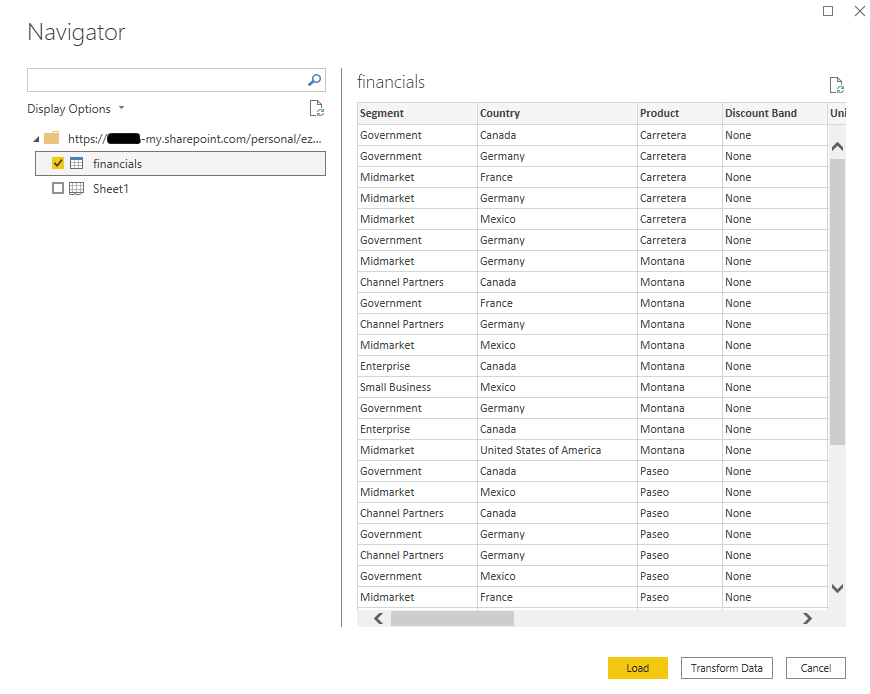 Navigator
Display Options
https://-my.sharepoint.com/personal/ez...
financials
Sheet1
financials
Segment Country Product Discount Band Uni
Government Canada Carretera None
Government Germany Carretera None
Midmarket France Carretera None
Midmarket Germany Carretera None
Midmarket Mexico Carretera None
Government Germany Carretera None
Midmarket Germany Montana None
Channel Partners Canada Montana None
Government France Montana None
Channel Partners Germany Montana None
Midmarket Mexico Montana None
Enterprise Canada Montana None
Small Business Mexico Montana None
Government Germany Montana None
Enterprise Canada Montana None
Midmarket United States of America Montana None
Government Canada Paseo None
Midmarket Mexico Paseo None
Channel Partners Canada Paseo None
Government Germany Paseo None
Channel Partners Germany Paseo None
Government Mexico Paseo None
Midmarket France Paseo None
Load Transform Data Cancel